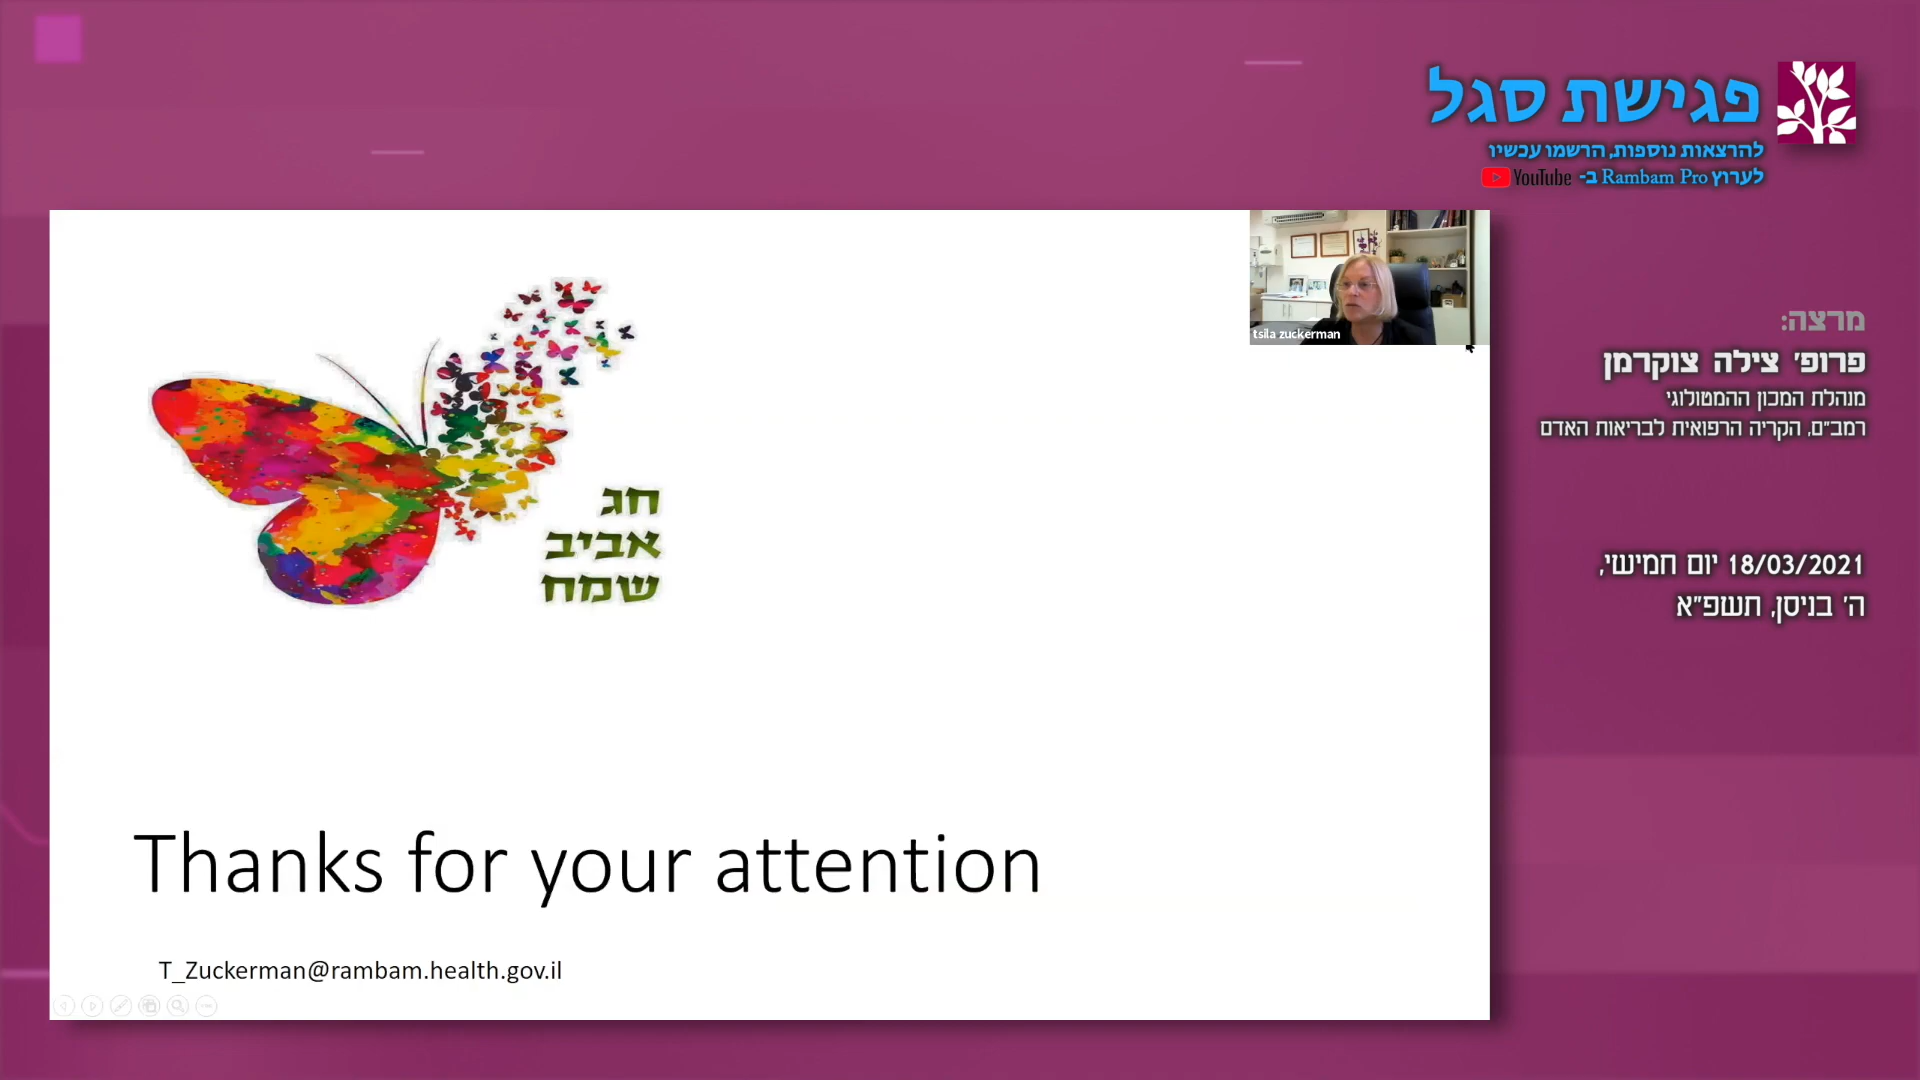 פגישת סגל
להרצאות נוספות, הרשמו עכשיו
לערוץ Rambam Pro ב- YouTube
tsila zuckerman
מרצה:
פרופ' צילה צוקרמן
מנהלת המכון ההמטולוגי
רמב"ם, הקריה הרפואית לבריאות האדם
18/03/2021 יום חמישי,
ה' בניסן, תשפ"א
חג
אביב
שמח
Thanks for your attention
T_Zuckerman@rambam.health.gov.il